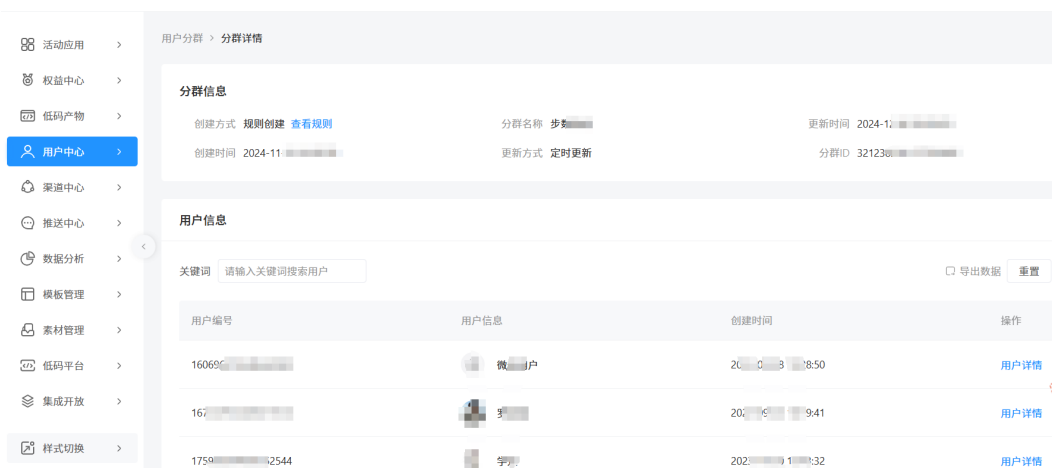 用户分群 > 分群详情
活动应用
权益中心
低码产物
用户中心
渠道中心
推送中心
数据分析
模板管理
素材管理
低码平台
集成开放
样式切换
分群信息
创建方式 规则创建 查看规则 分群名称 步数 更新时间 2024-1
创建时间 2024-11- 更新方式 定时更新 分群ID 32123
用户信息
关键词 请输入关键词搜索用户 导出数据 重置
用户编号 用户信息 创建时间 操作
1606 微 户 8:50 用户详情
167 9:41 用户详情
1759 2544 学 202 :32 用户详情